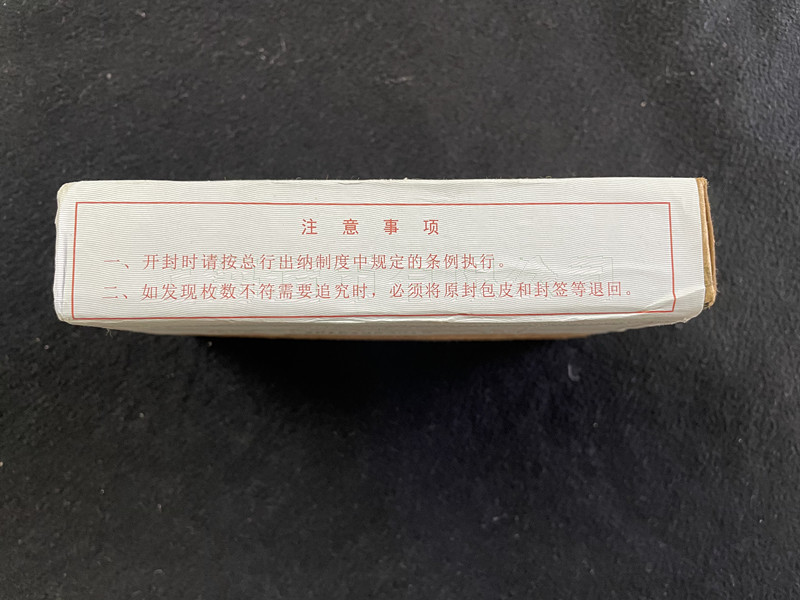 注意事项
一、开封时请按总行出纳制度中规定的条例执行。
二、如发现枚数不符需要追究时，必须将原封包皮和封签等退回。